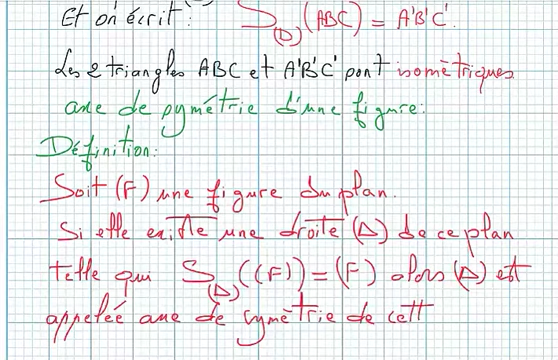 Et on écrit : S(D)(ABC) = A'B'C'.
Les 2 triangles ABC et A'B'C' sont isomètriques
axe de symétrie d'une figure:
Définition:
Soit (F) une figure du plan.
Si elle existe une droite (Δ) de ce plan
telle que S(Δ)((F)) = (F) alors (Δ) est
appelée axe de symètrie de cett